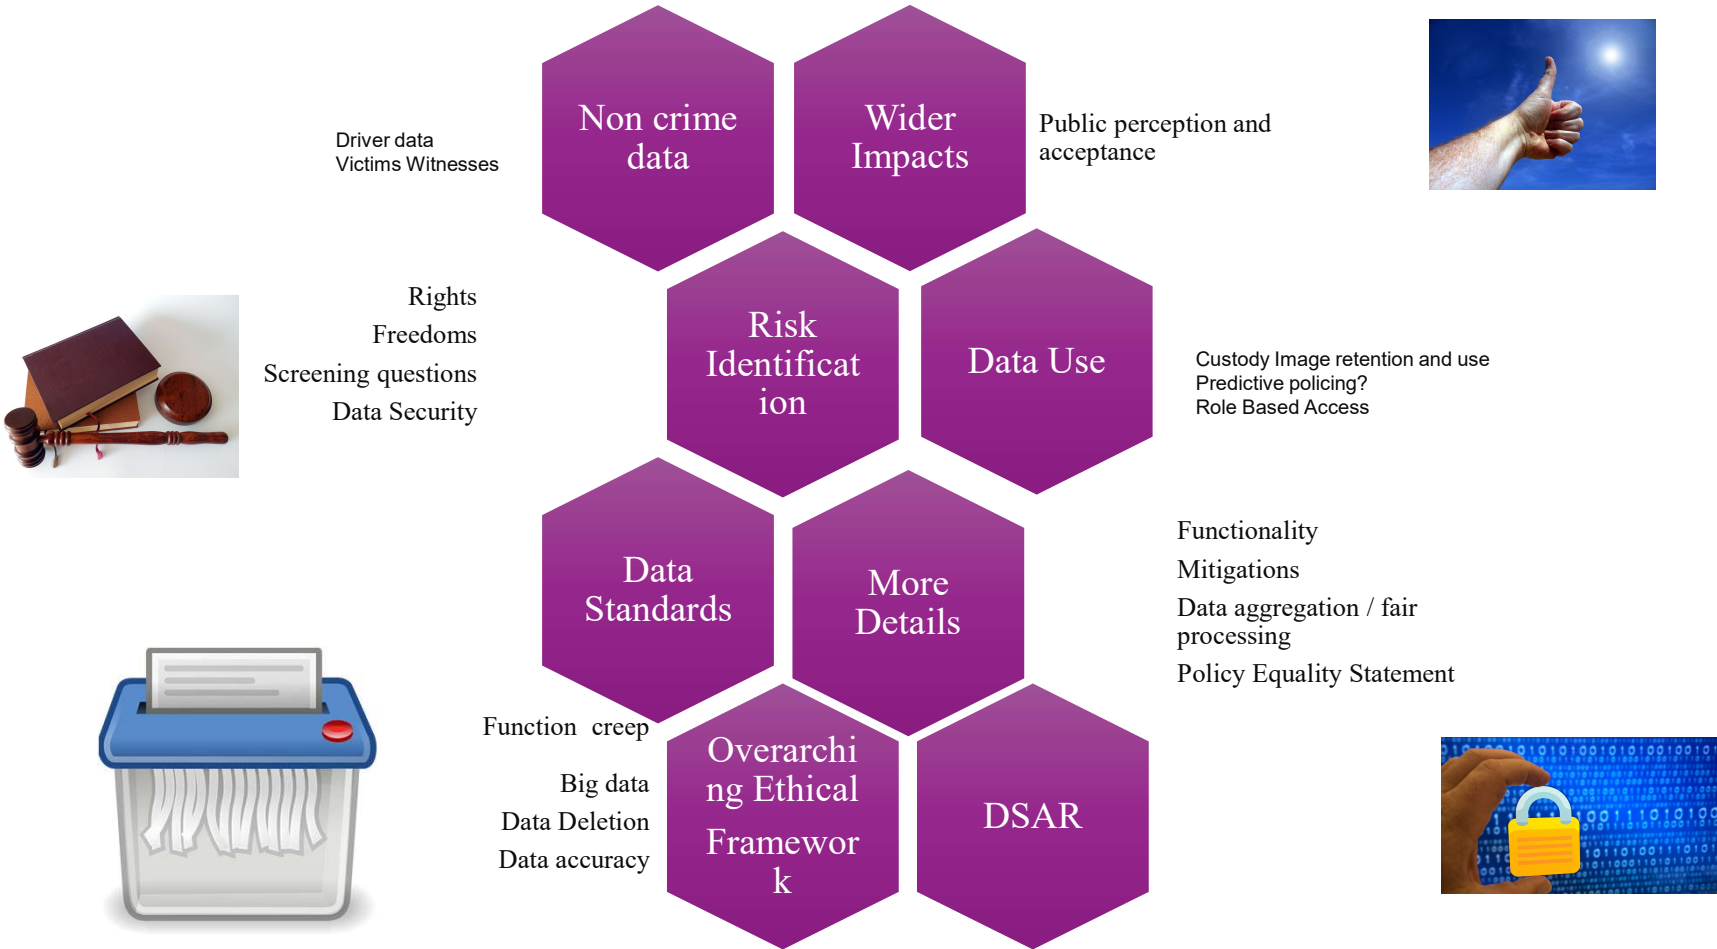 Non crime
data
Driver data
Victims Witnesses
Wider
Impacts
Public perception and
acceptance
Risk
Identificat
ion
Rights
Freedoms
Screening questions
Data Security
Data Use
Custody Image retention and use
Predictive policing?
Role Based Access
Data
Standards
More
Details
Functionality
Mitigations
Data aggregation / fair
processing
Policy Equality Statement
Function creep
Big data
Data Deletion
Data accuracy
Overarchi
ng Ethical
Framewor
k
DSAR